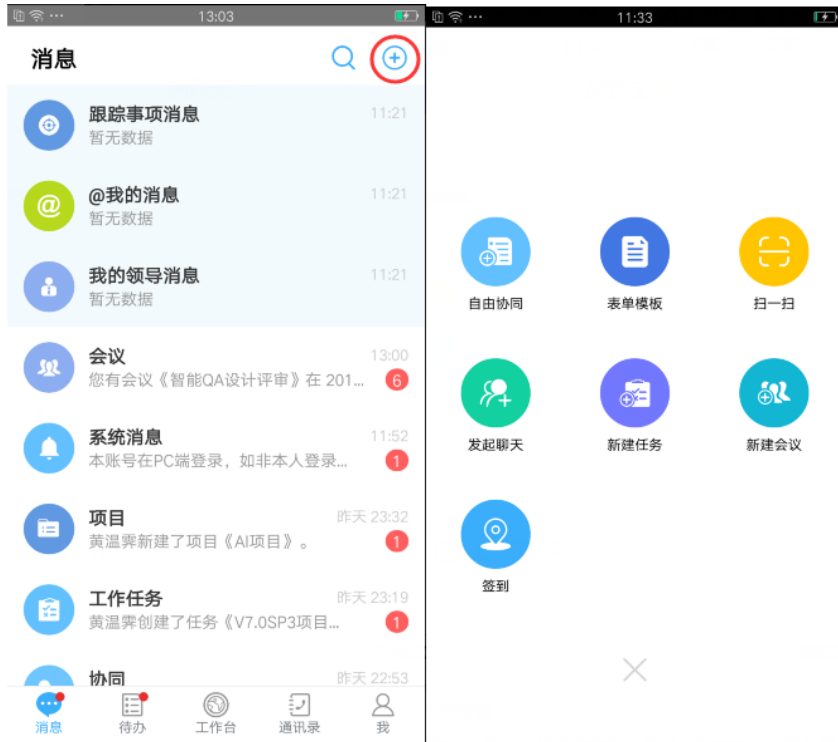 13:03
消息
跟踪事项消息
11:21
暂无数据
@我的消息
11:21
暂无数据
我的领导消息
11:21
暂无数据
会议
13:00
您有会议《智能QA设计评审》在 201...
6
系统消息
11:52
本账号在PC端登录，如非本人登录...
1
项目
昨天 23:32
黄温霁新建了项目《AI项目》。
1
工作任务
昨天 23:19
黄温霁创建了任务《V7.0SP3项目...
1
协同
昨天 22:53
消息
待办
工作台
通讯录
我
11:33
自由协同
表单模板
扫一扫
发起聊天
新建任务
新建会议
签到